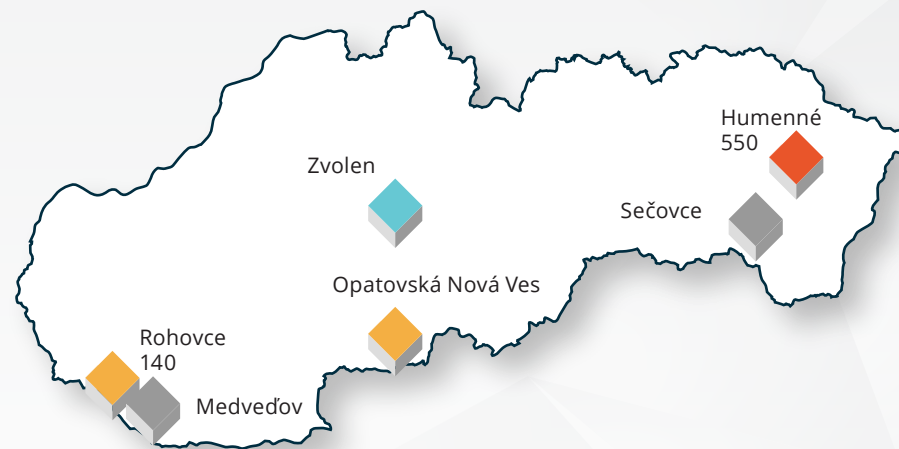 Humenné
550
Zvolen
Sečovce
Opatovská Nová Ves
Rohovce
140
Medveďov